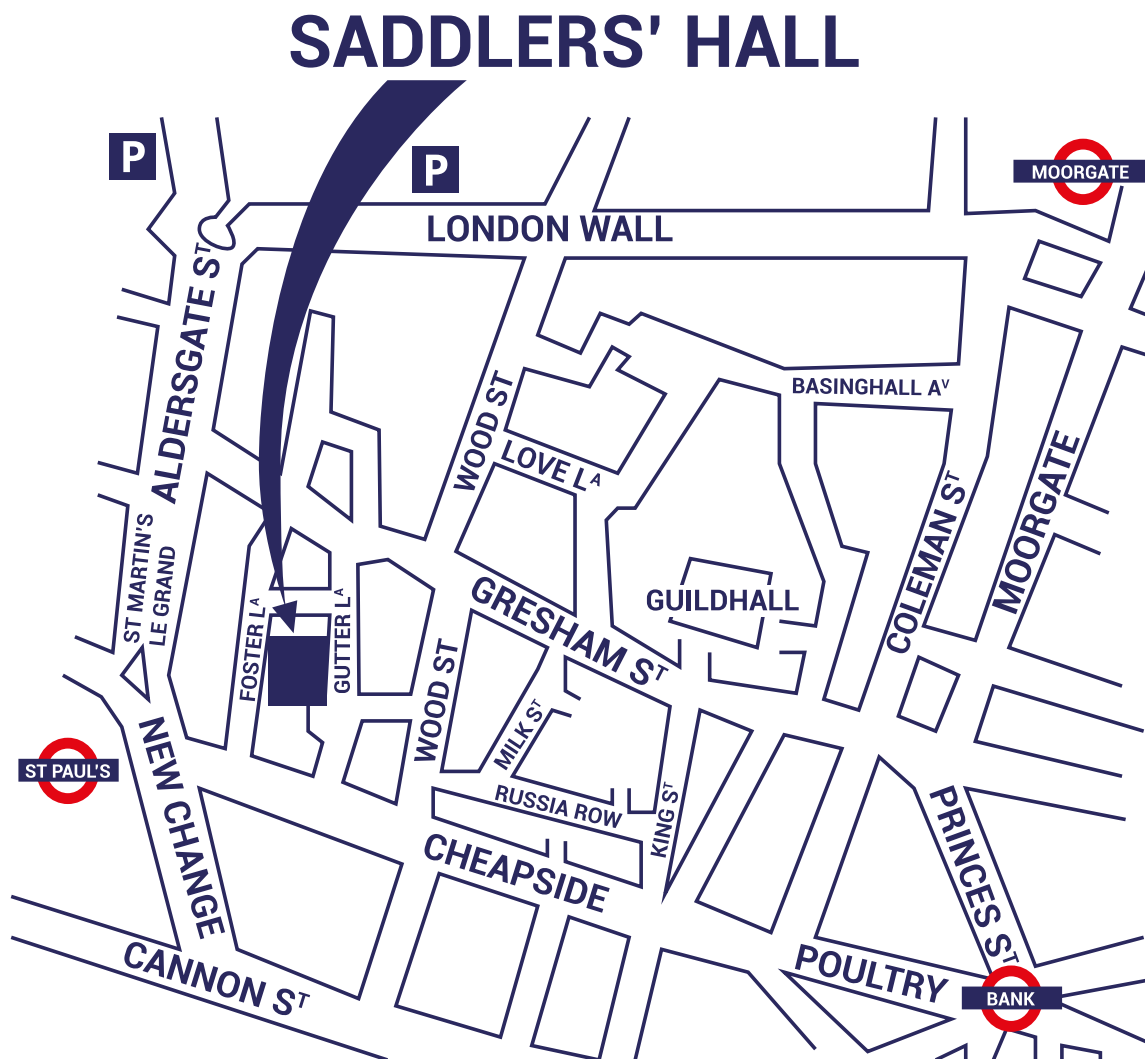 SADDLERS' HALL
P
P
MOORGATE
LONDON WALL
ALDERSGATE ST
WOOD ST
BASINGHALL AV
LOVE LA
COLEMAN ST
MOORGATE
ST MARTIN'S
LE GRAND
FOSTER LA
GUTTER LA
GRESHAM ST
GUILDHALL
WOOD ST
MILK ST
NEW CHANGE
ST PAUL'S
RUSSIA ROW
KING ST
PRINCES ST
CHEAPSIDE
CANNON ST
POULTRY
BANK